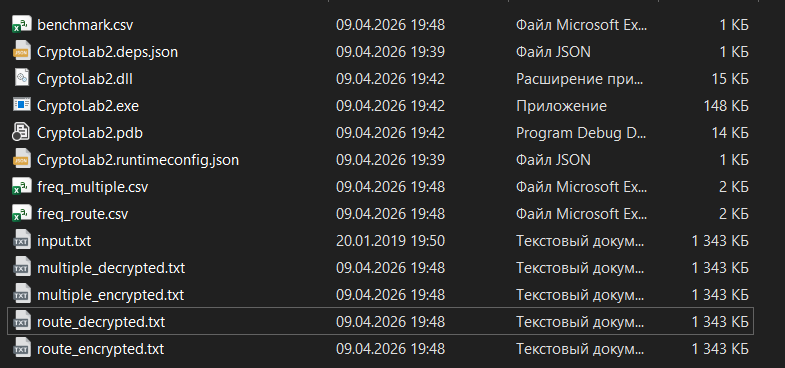 benchmark.csv 09.04.2026 19:48 Файл Microsoft Ex... 1 КБ
CryptoLab2.deps.json 09.04.2026 19:39 Файл JSON 1 КБ
CryptoLab2.dll 09.04.2026 19:42 Расширение при... 15 КБ
CryptoLab2.exe 09.04.2026 19:42 Приложение 148 КБ
CryptoLab2.pdb 09.04.2026 19:42 Program Debug D... 14 КБ
CryptoLab2.runtimeconfig.json 09.04.2026 19:39 Файл JSON 1 КБ
freq_multiple.csv 09.04.2026 19:48 Файл Microsoft Ex... 2 КБ
freq_route.csv 09.04.2026 19:48 Файл Microsoft Ex... 2 КБ
input.txt 20.01.2019 19:50 Текстовый докум... 1 343 КБ
multiple_decrypted.txt 09.04.2026 19:48 Текстовый докум... 1 343 КБ
multiple_encrypted.txt 09.04.2026 19:48 Текстовый докум... 1 343 КБ
route_decrypted.txt 09.04.2026 19:48 Текстовый докум... 1 343 КБ
route_encrypted.txt 09.04.2026 19:48 Текстовый докум... 1 343 КБ